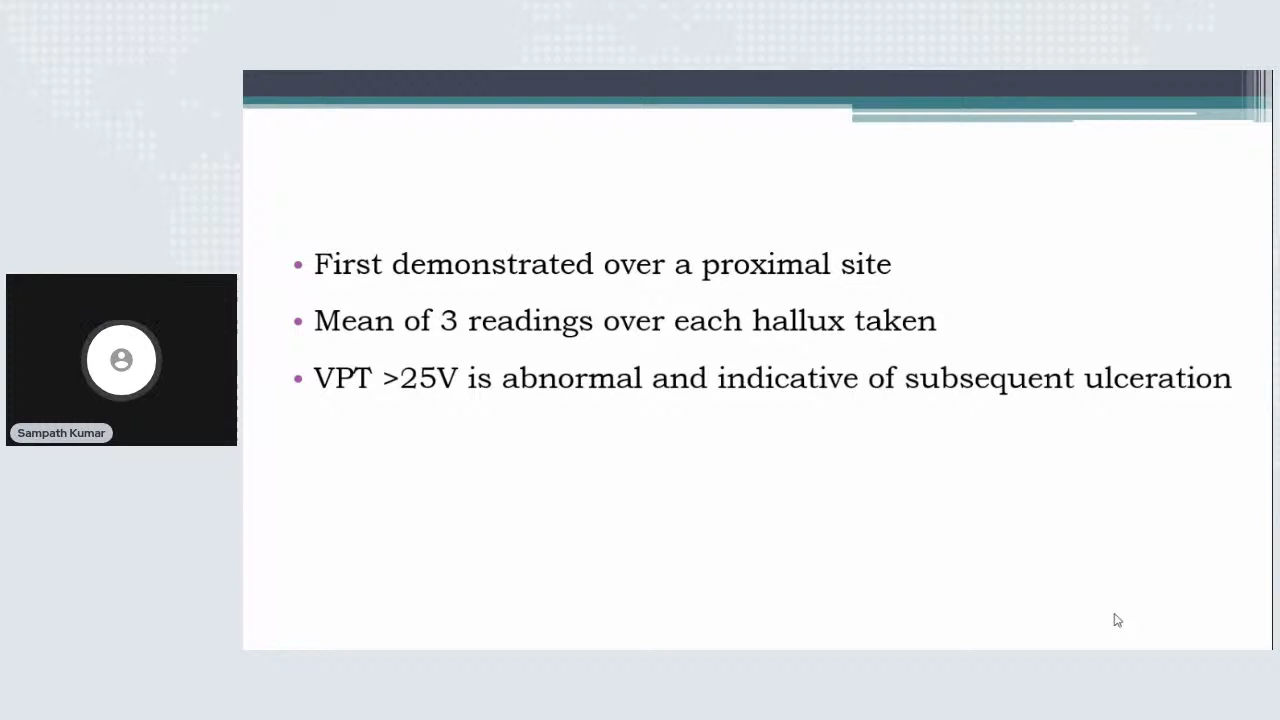 • First demonstrated over a proximal site
• Mean of 3 readings over each hallux taken
• VPT >25V is abnormal and indicative of subsequent ulceration
Sampath Kumar